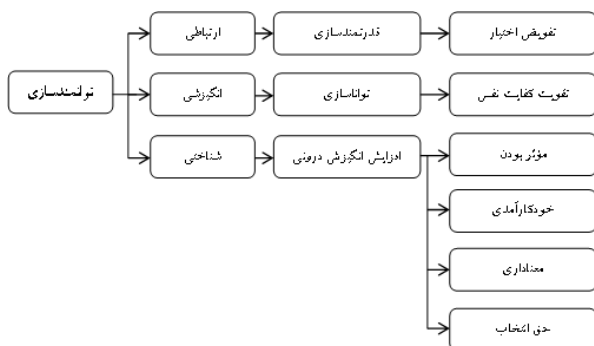 توانمندسازی
ارتباطی
قدرتمندسازی
تفویض اختیار
انگیزشی
تواناسازی
تقویت کفایت نفس
شناختی
افزایش انگیزش درونی
مؤثر بودن
خودکارآمدی
معناداری
حق انتخاب